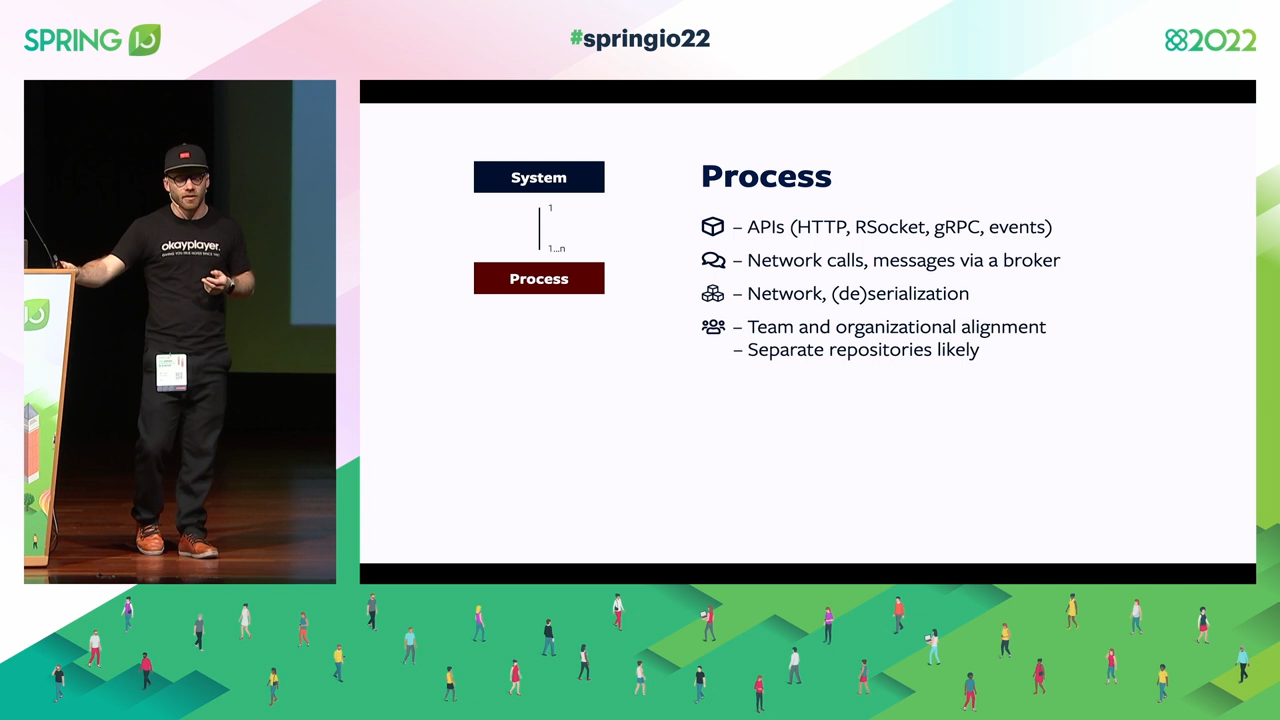 SPRING IO
#springio22
2022
okayplayer.
System
1
1...n
Process
Process
– APIs (HTTP, RSocket, gRPC, events)
– Network calls, messages via a broker
– Network, (de)serialization
– Team and organizational alignment
– Separate repositories likely